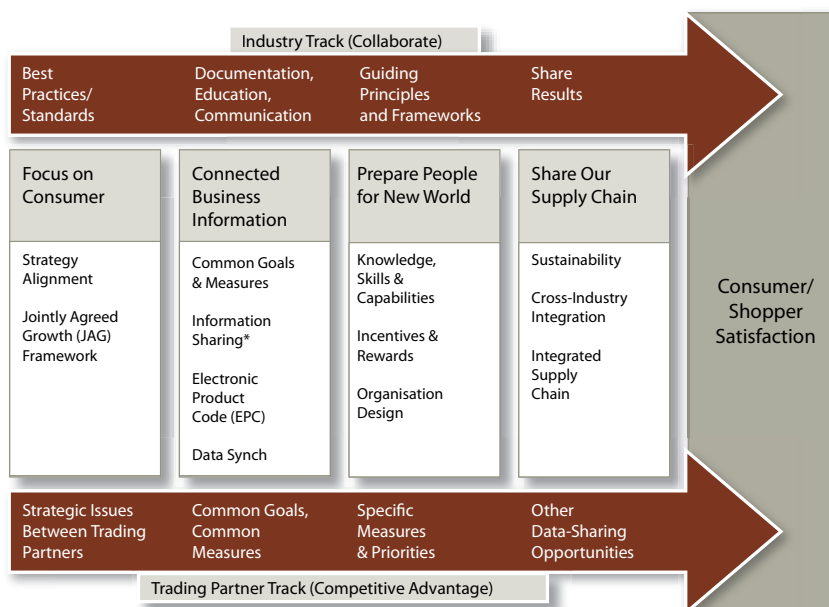 Industry Track (Collaborate)
Best
Practices/
Standards
Documentation,
Education,
Communication
Guiding
Principles
and Frameworks
Share
Results
Focus on
Consumer
Strategy
Alignment
Jointly Agreed
Growth (JAG)
Framework
Connected
Business
Information
Common Goals
& Measures
Information
Sharing*
Electronic
Product
Code (EPC)
Data Synch
Prepare People
for New World
Knowledge,
Skills &
Capabilities
Incentives &
Rewards
Organisation
Design
Share Our
Supply Chain
Sustainability
Cross-Industry
Integration
Integrated
Supply
Chain
Consumer/
Shopper
Satisfaction
Strategic Issues
Between Trading
Partners
Common Goals,
Common
Measures
Specific
Measures
& Priorities
Other
Data-Sharing
Opportunities
Trading Partner Track (Competitive Advantage)